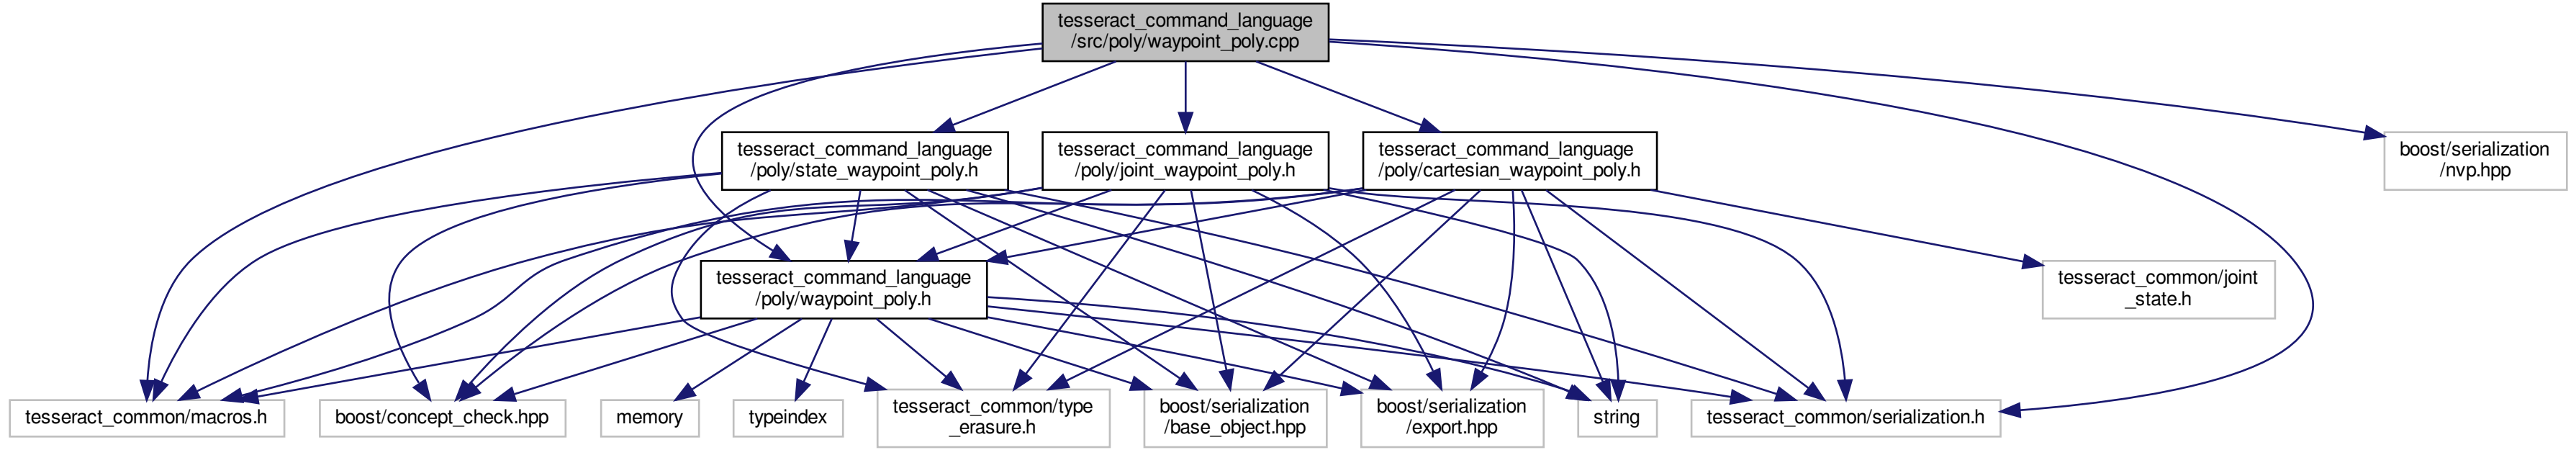 tesseract_command_language
/src/poly/waypoint_poly.cpp
tesseract_command_language
/poly/state_waypoint_poly.h
tesseract_command_language
/poly/joint_waypoint_poly.h
tesseract_command_language
/poly/cartesian_waypoint_poly.h
boost/serialization
/nvp.hpp
tesseract_command_language
/poly/waypoint_poly.h
tesseract_common/joint
_state.h
tesseract_common/macros.h
boost/concept_check.hpp
memory
typeindex
tesseract_common/type
_erasure.h
boost/serialization
/base_object.hpp
boost/serialization
/export.hpp
string
tesseract_common/serialization.h